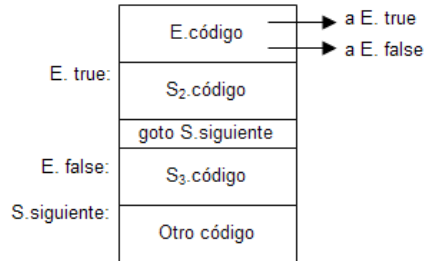 E.código
a E. true
a E. false
E. true:
S₂.código
goto S.siguiente
E. false:
S₃.código
S.siguiente:
Otro código